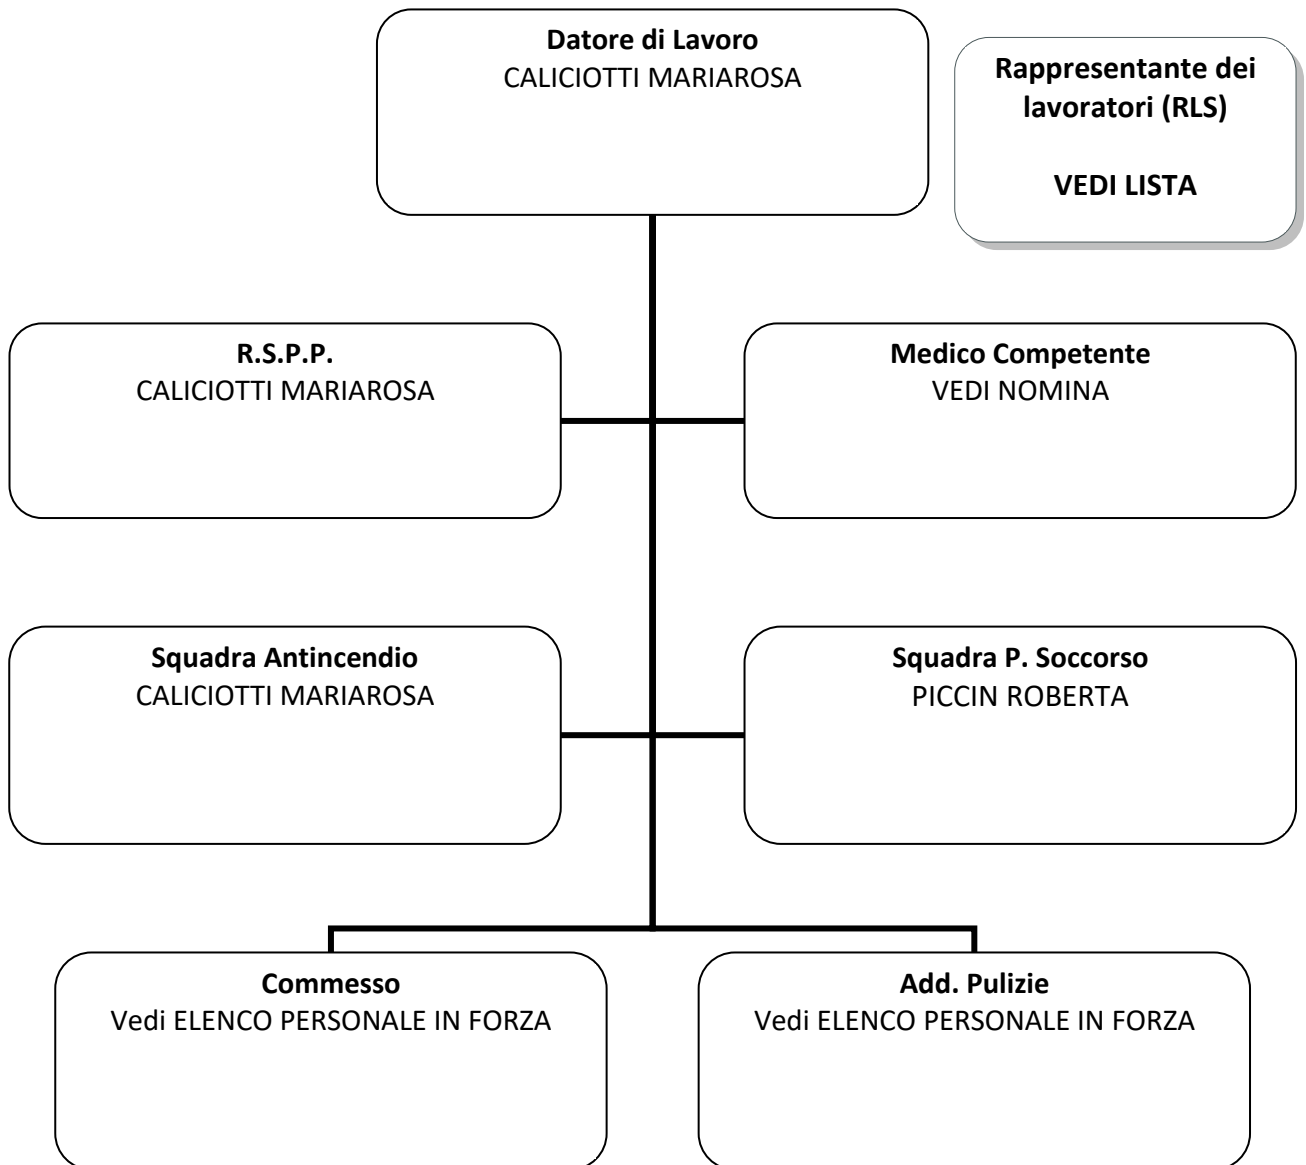 Datore di Lavoro
CALICIOTTI MARIAROSA
Rappresentante dei
lavoratori (RLS)
VEDI LISTA
R.S.P.P.
CALICIOTTI MARIAROSA
Medico Competente
VEDI NOMINA
Squadra Antincendio
CALICIOTTI MARIAROSA
Squadra P. Soccorso
PICCIN ROBERTA
Commesso
Vedi ELENCO PERSONALE IN FORZA
Add. Pulizie
Vedi ELENCO PERSONALE IN FORZA